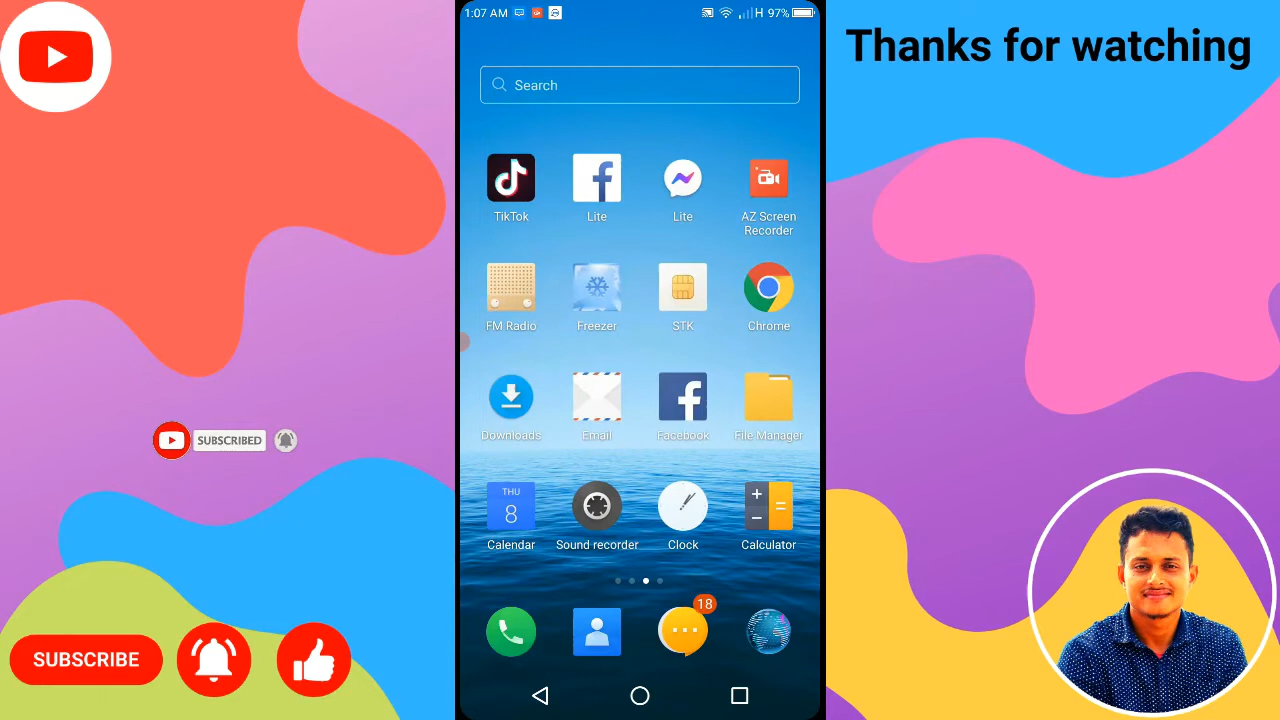 1:07 AM
H 97%
Thanks for watching
Search
TikTok
Lite
Lite
AZ Screen
Recorder
FM Radio
Freezer
STK
Chrome
Downloads
Email
Facebook
File Manager
THU
8
Calendar
Sound recorder
Clock
Calculator
18
SUBSCRIBED
SUBSCRIBE